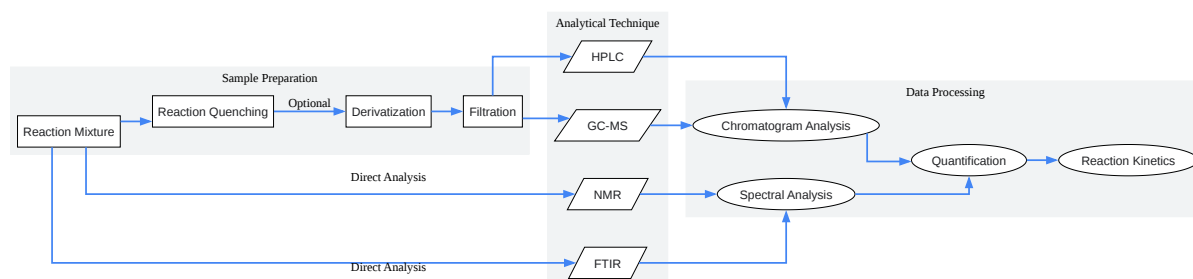 Analytical Technique
HPLC
Sample Preparation
Data Processing
Reaction Quenching
Optional
Derivatization
Filtration
GC-MS
Chromatogram Analysis
Reaction Mixture
Quantification
Reaction Kinetics
Direct Analysis
NMR
Spectral Analysis
Direct Analysis
FTIR